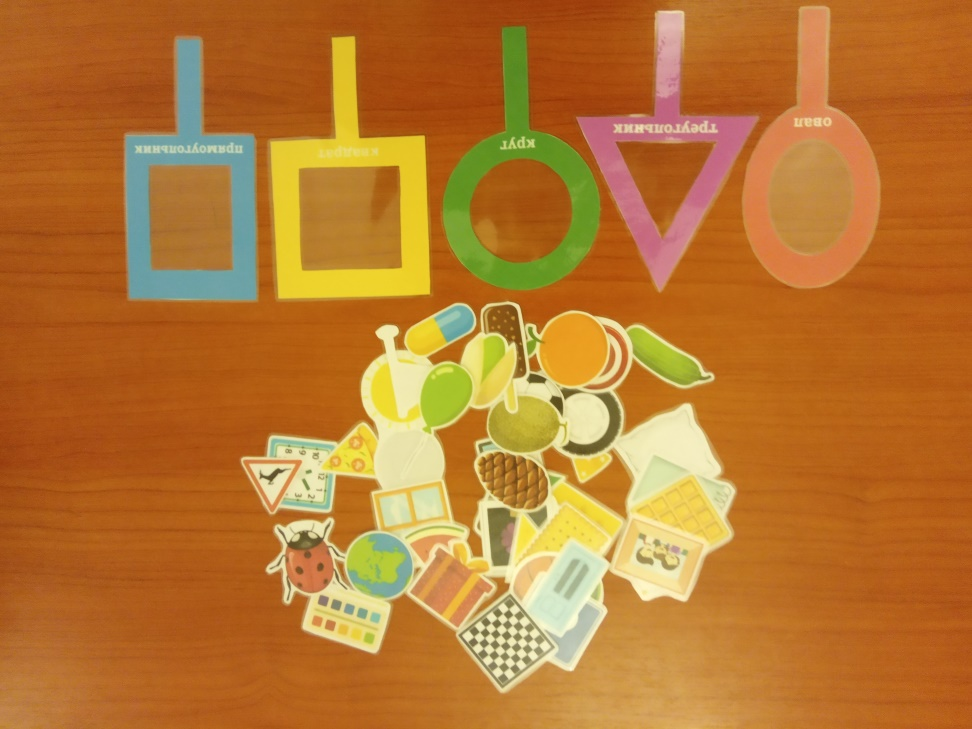 прямоугольник
квадрат
круг
треугольник
овал